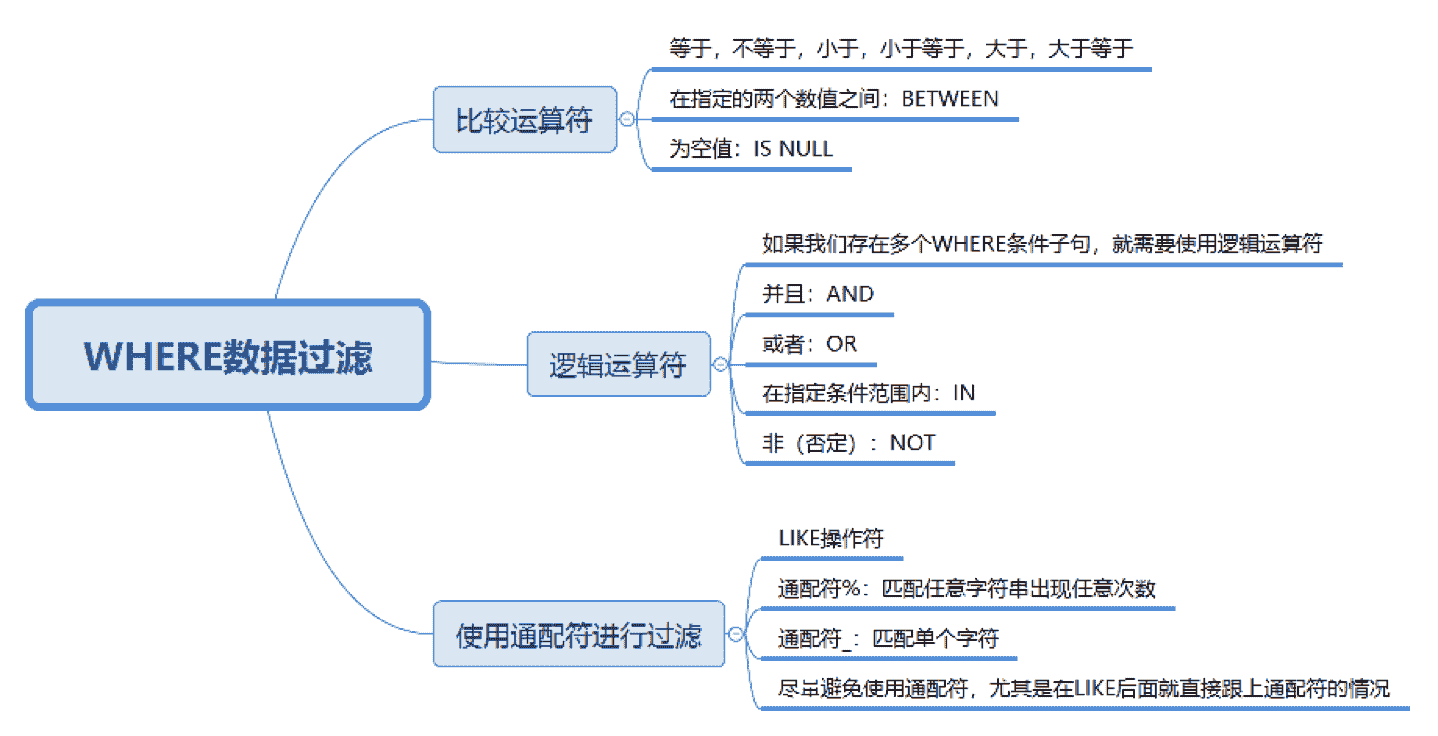 WHERE数据过滤
比较运算符
等于，不等于，小于，小于等于，大于，大于等于
在指定的两个数值之间：BETWEEN
为空值：IS NULL
逻辑运算符
如果我们存在多个WHERE条件子句，就需要使用逻辑运算符
并且：AND
或者：OR
在指定条件范围内：IN
非（否定）：NOT
使用通配符进行过滤
LIKE操作符
通配符%：匹配任意字符串出现任意次数
通配符_：匹配单个字符
尽量避免使用通配符，尤其是在LIKE后面就直接跟上通配符的情况